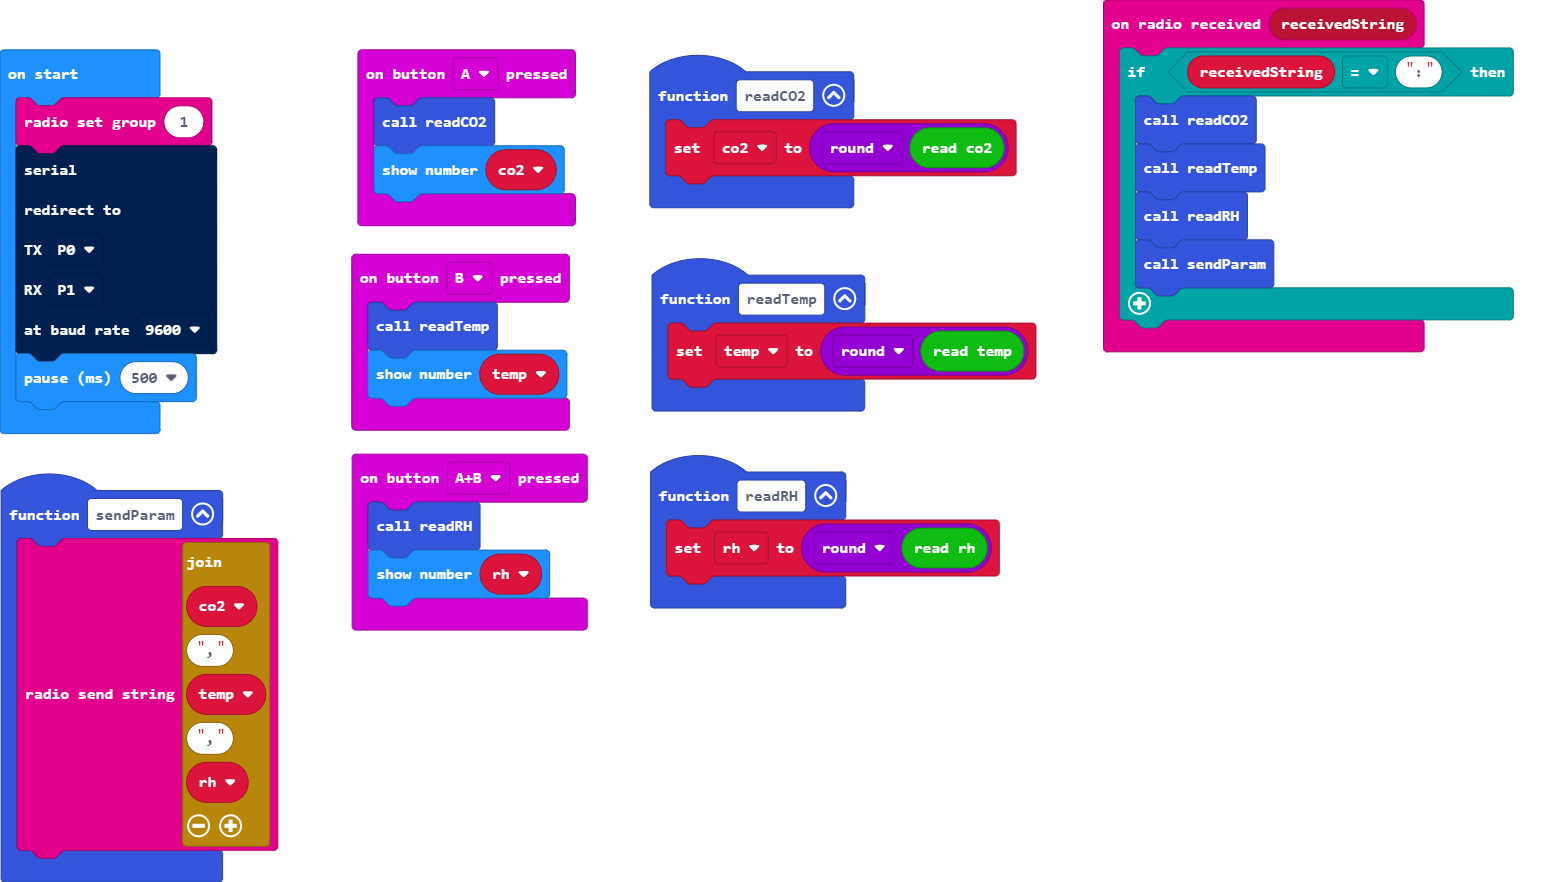 on start
radio set group 1
serial
redirect to
TX P0
RX P1
at baud rate 9600
pause (ms) 500
function sendParam
radio send string
join
co2
","
temp
","
rh
on button A pressed
call readCO2
show number co2
on button B pressed
call readTemp
show number temp
on button A+B pressed
call readRH
show number rh
function readCO2
set co2 to round read co2
function readTemp
set temp to round read temp
function readRH
set rh to round read rh
on radio received receivedString
if receivedString = ":" then
call readCO2
call readTemp
call readRH
call sendParam